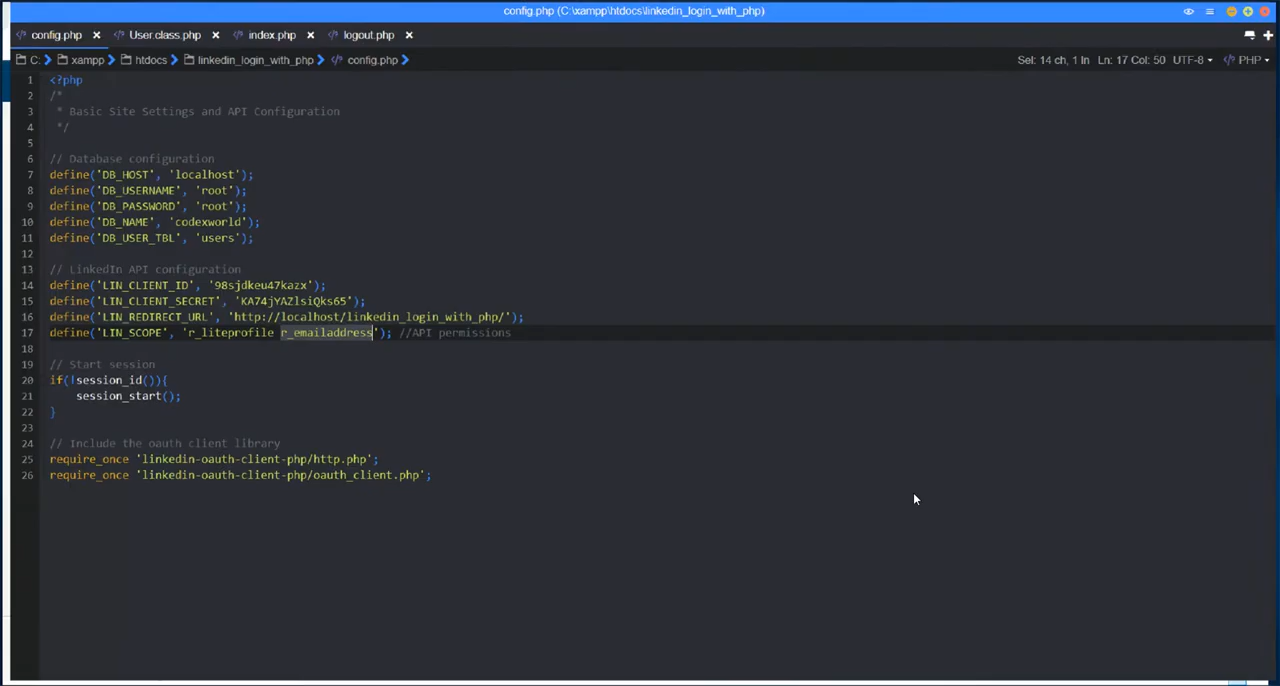 config.php (C:\xampp\htdocs\linkedin_login_with_php)
config.php User.class.php index.php logout.php
C: xampp htdocs linkedin_login_with_php config.php Sel: 14 ch, 1 ln Ln: 17 Col: 50 UTF-8 PHP
1 <?php
2 /*
3 * Basic Site Settings and API Configuration
4 */
5
6 // Database configuration
7 define('DB_HOST', 'localhost');
8 define('DB_USERNAME', 'root');
9 define('DB_PASSWORD', 'root');
10 define('DB_NAME', 'codexworld');
11 define('DB_USER_TBL', 'users');
12
13 // LinkedIn API configuration
14 define('LIN_CLIENT_ID', '98sjdkeu47kazx');
15 define('LIN_CLIENT_SECRET', 'KA74jYAZlsiQks65');
16 define('LIN_REDIRECT_URL', 'http://localhost/linkedin_login_with_php/');
17 define('LIN_SCOPE', 'r_liteprofile r_emailaddress'); //API permissions
18
19 // Start session
20 if(!session_id()){
21 session_start();
22 }
23
24 // Include the oauth client library
25 require_once 'linkedin-oauth-client-php/http.php';
26 require_once 'linkedin-oauth-client-php/oauth_client.php';